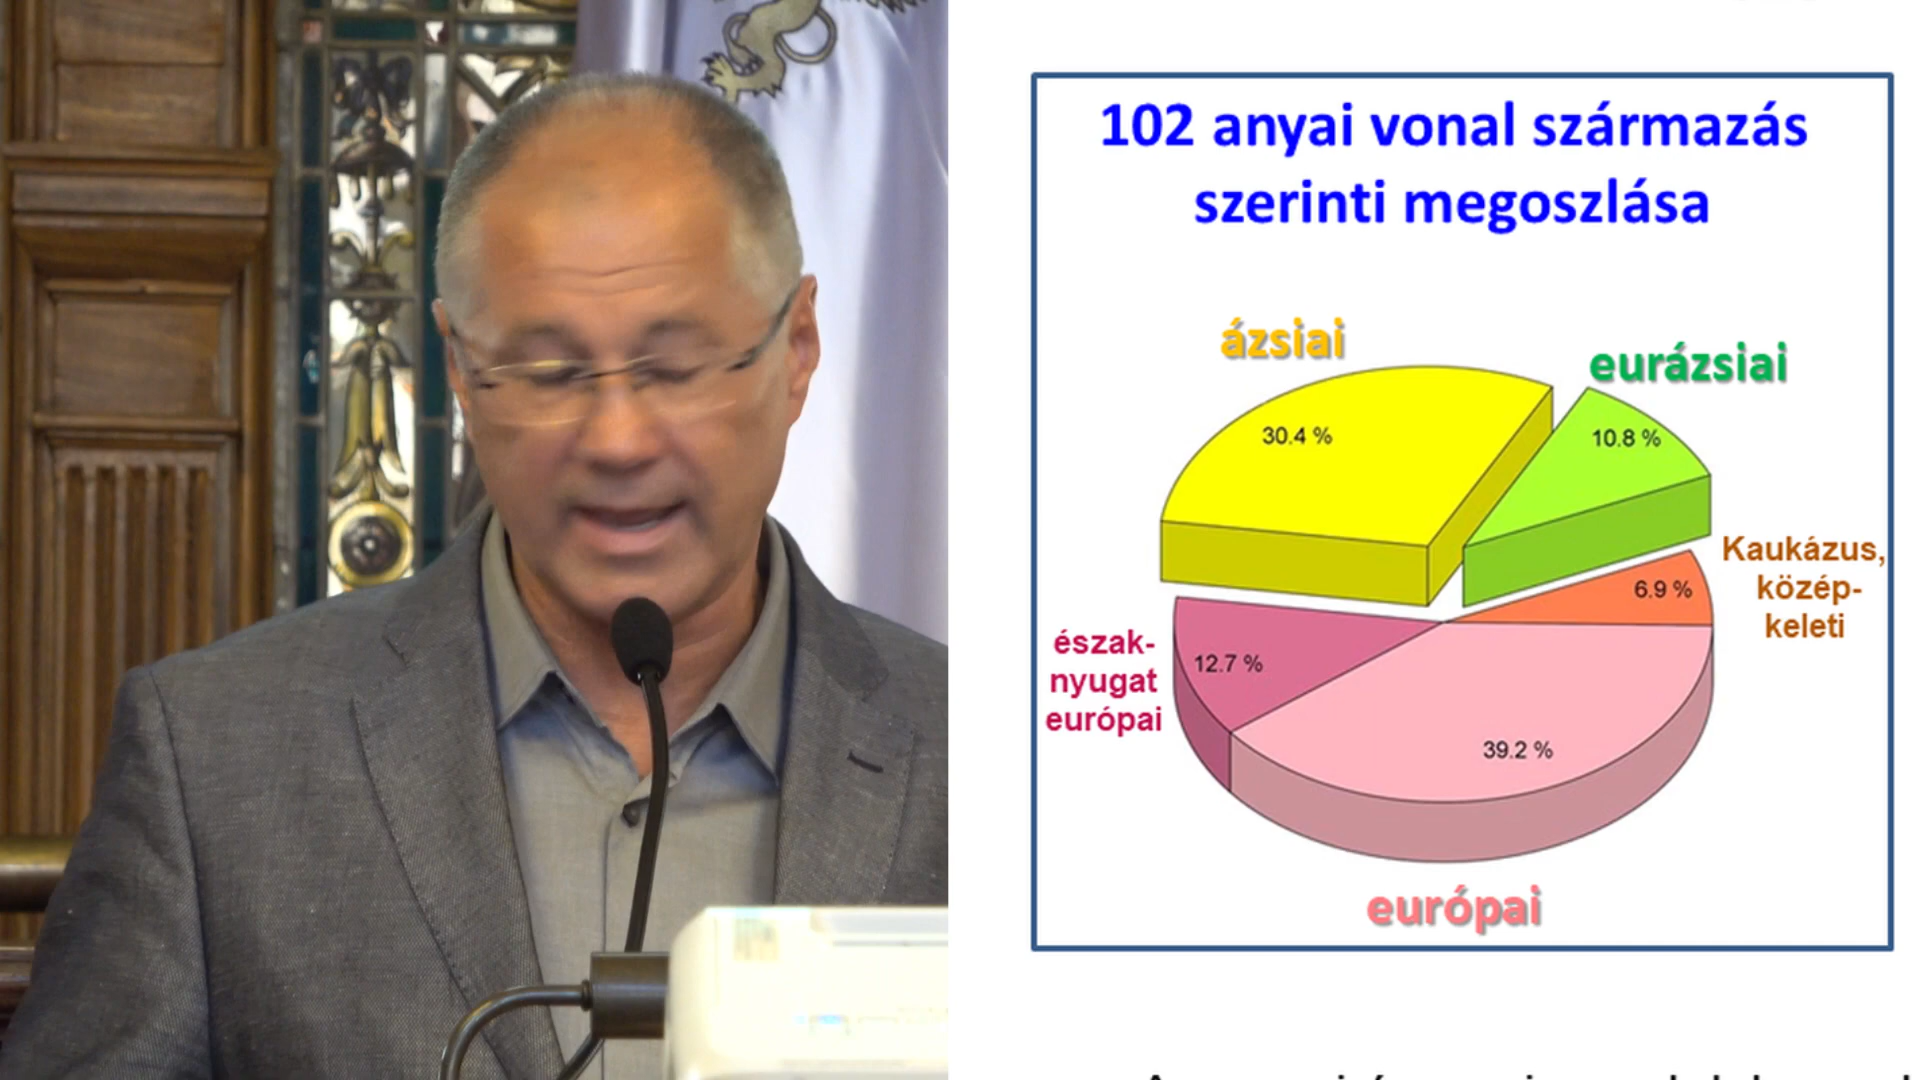 102 anyai vonal származás
szerinti megoszlása
ázsiai
eurázsiai
30.4 %
10.8 %
Kaukázus,
közép-
keleti
6.9 %
észak-
nyugat
európai
12.7 %
39.2 %
európai